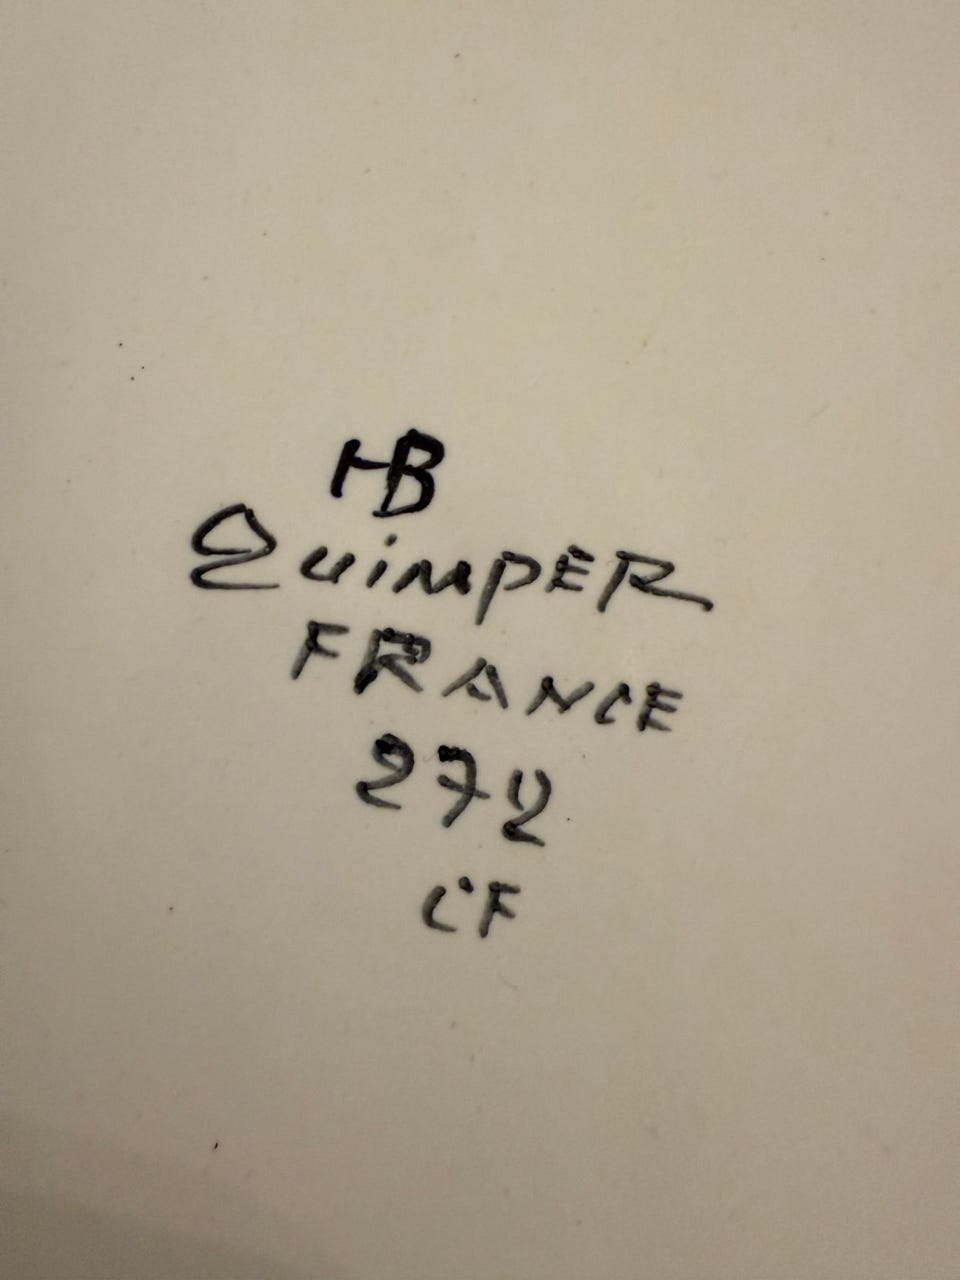 HB
QuimPER
FRANCE
272
CF